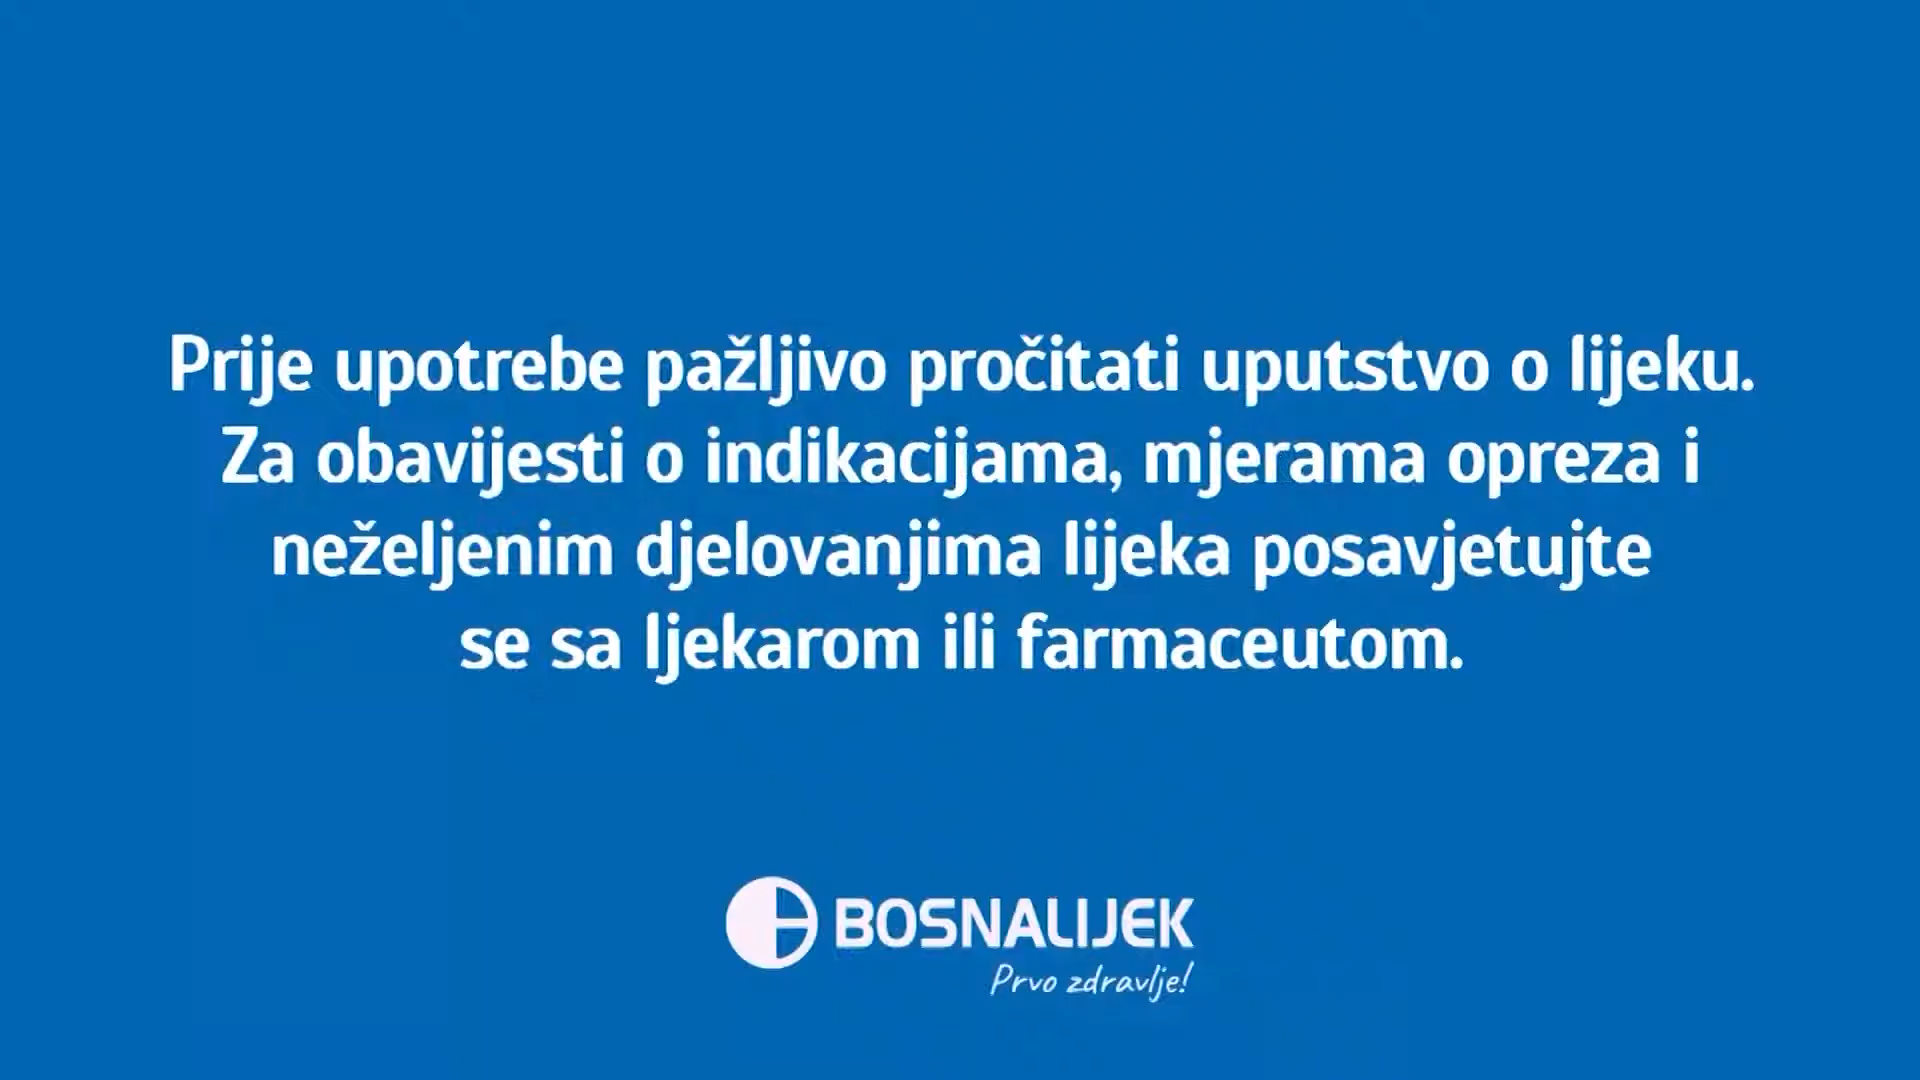 Prije upotrebe pažljivo pročitati uputstvo o lijeku.
Za obavijesti o indikacijama, mjerama opreza i
neželjenim djelovanjima lijeka posavjetujte
se sa ljekarom ili farmaceutom.
BOSNALIJEK
Prvo zdravlje!